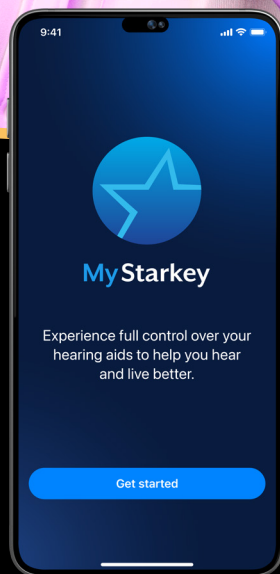 9:41
MyStarkey
Experience full control over your
hearing aids to help you hear
and live better.
Get started